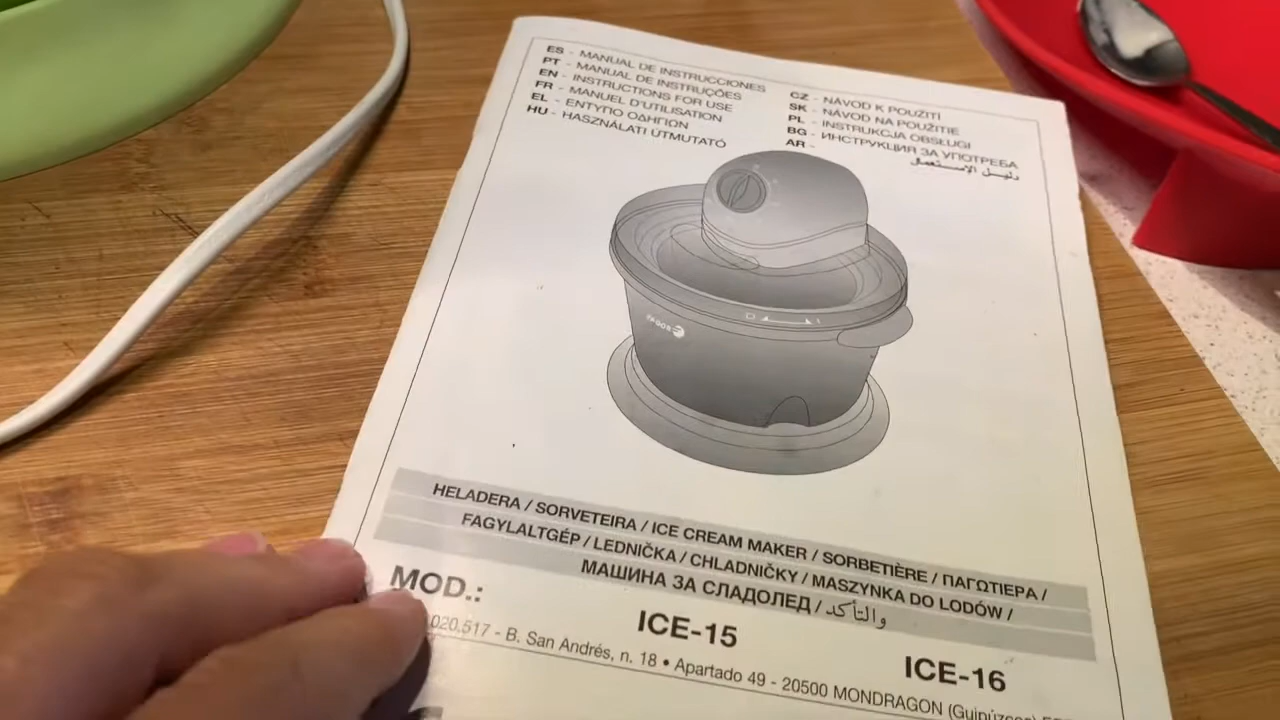 ES - MANUAL DE INSTRUCCIONES
PT - MANUAL DE INSTRUÇÕES
EN - INSTRUCTIONS FOR USE
FR - MANUEL D'UTILISATION
EL - ΕΝΤΥΠΟ ΟΔΗΓΙΩΝ
HU - HASZNÁLATI ÚTMUTATÓ
CZ - NÁVOD K POUŽITÍ
SK - NÁVOD NA POUŽITIE
PL - INSTRUKCJA OBSŁUGI
BG - ИНСТРУКЦИЯ ЗА УПОТРЕБА
AR - دليل الإستعمال
HELADERA / SORVETEIRA / ICE CREAM MAKER / SORBETIÈRE / ΠΑΓΩΤΙΕΡΑ /
FAGYLALTGÉP / LEDNIČKA / CHLADNIČKY / MASZYNKA DO LODÓW /
МАШИНА ЗА СЛАДОЛЕД / والتأكد
MOD.:
ICE-15
ICE-16
020.517 - B. San Andrés, n. 18 • Apartado 49 - 20500 MONDRAGON (Guipúzcoa)